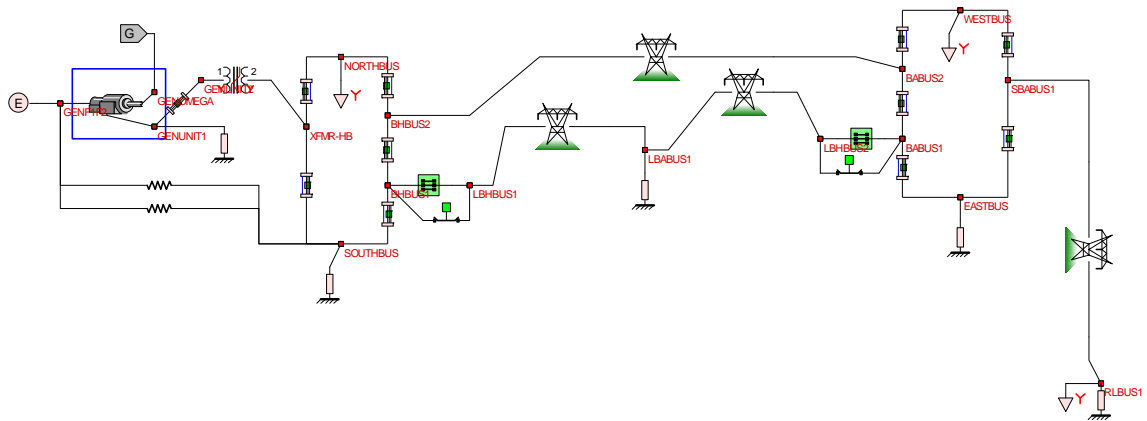 WESTBUS
Y
G
NORTHBUS
1
2
BABUS2
SBABUS1
E
GENOMEGA
Y
BHBUS2
XFMR-HB
GENUNIT1
LBHBUS2
BABUS1
LBABUS1
BHBUS1
LBHBUS1
EASTBUS
SOUTHBUS
Y
RLBUS1